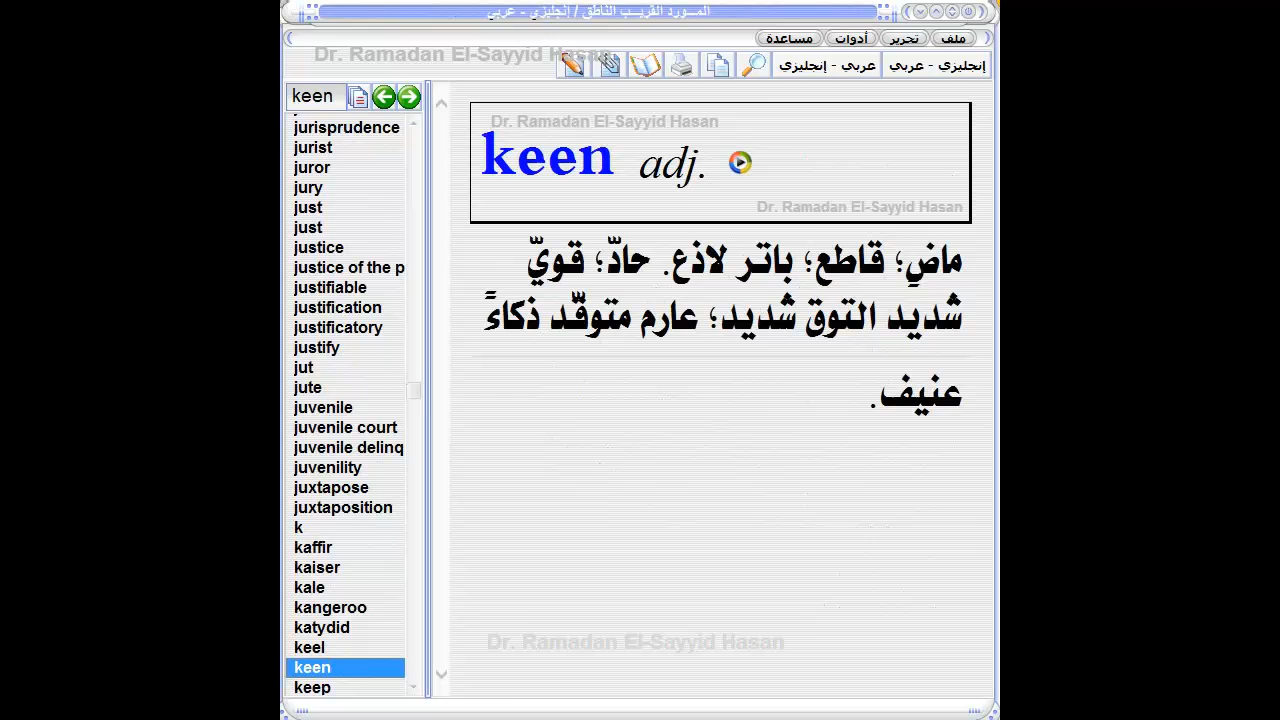 المـــورد القريـــب الناطق / إنجليزي - عربي
ملف تحرير أدوات مساعدة
Dr. Ramadan El-Sayyid Hasan
إنجليزي - عربي عربي - إنجليزي
keen
jurisprudence
jurist
juror
jury
just
just
justice
justice of the p
justifiable
justification
justificatory
justify
jut
jute
juvenile
juvenile court
juvenile delinq
juvenility
juxtapose
juxtaposition
k
kaffir
kaiser
kale
kangeroo
katydid
keel
keen
keep
Dr. Ramadan El-Sayyid Hasan
keen adj.
Dr. Ramadan El-Sayyid Hasan
ماضٍ؛ قاطع؛ باتر لاذع. حادّ؛ قويّ
شديد التوق شديد؛ عارم متوقّد ذكاءً
عنيف.
Dr. Ramadan El-Sayyid Hasan